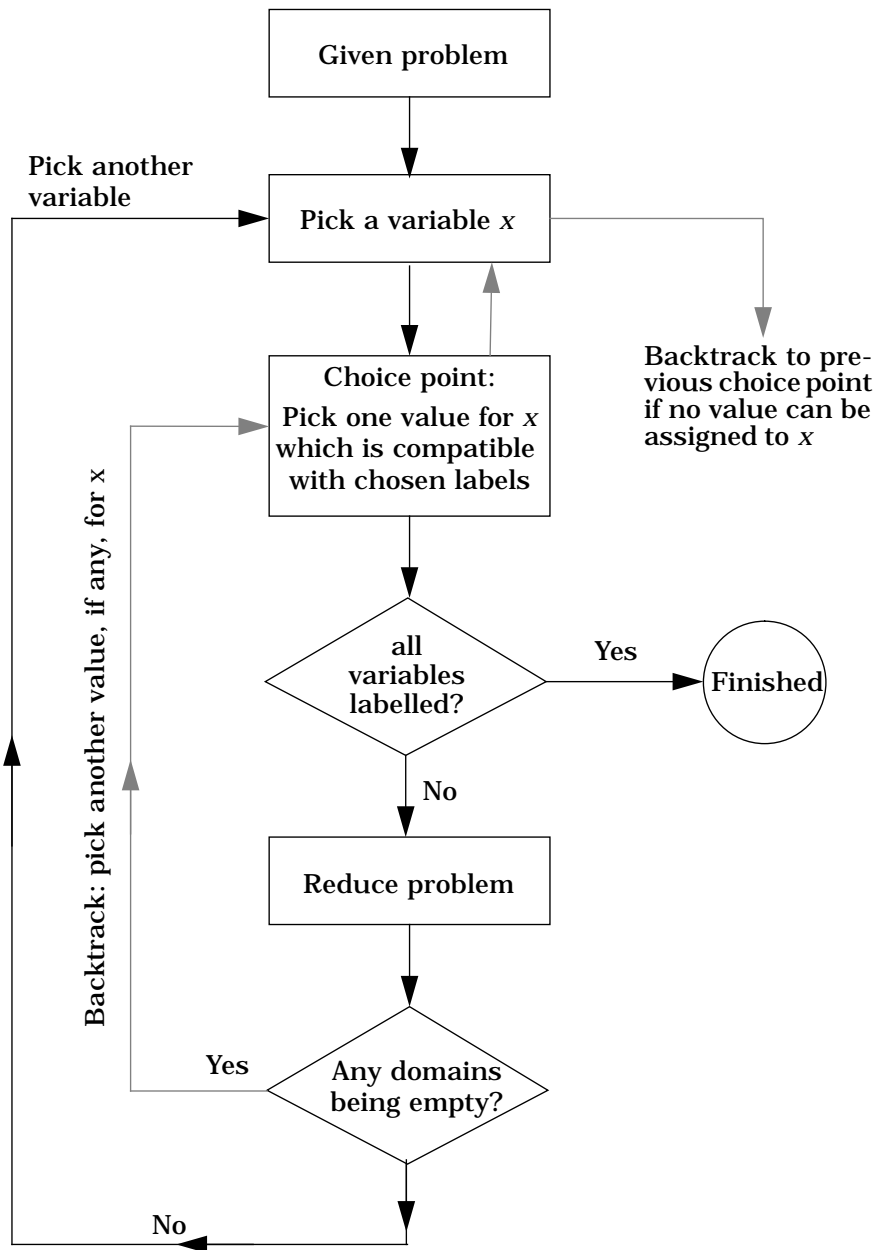 Given problem
Pick another
variable
Pick a variable x
Choice point:
Pick one value for x
which is compatible
with chosen labels
Backtrack to pre-
vious choice point
if no value can be
assigned to x
Backtrack: pick another value, if any, for x
all
variables
labelled?
Yes
Finished
No
Reduce problem
Any domains
being empty?
Yes
No